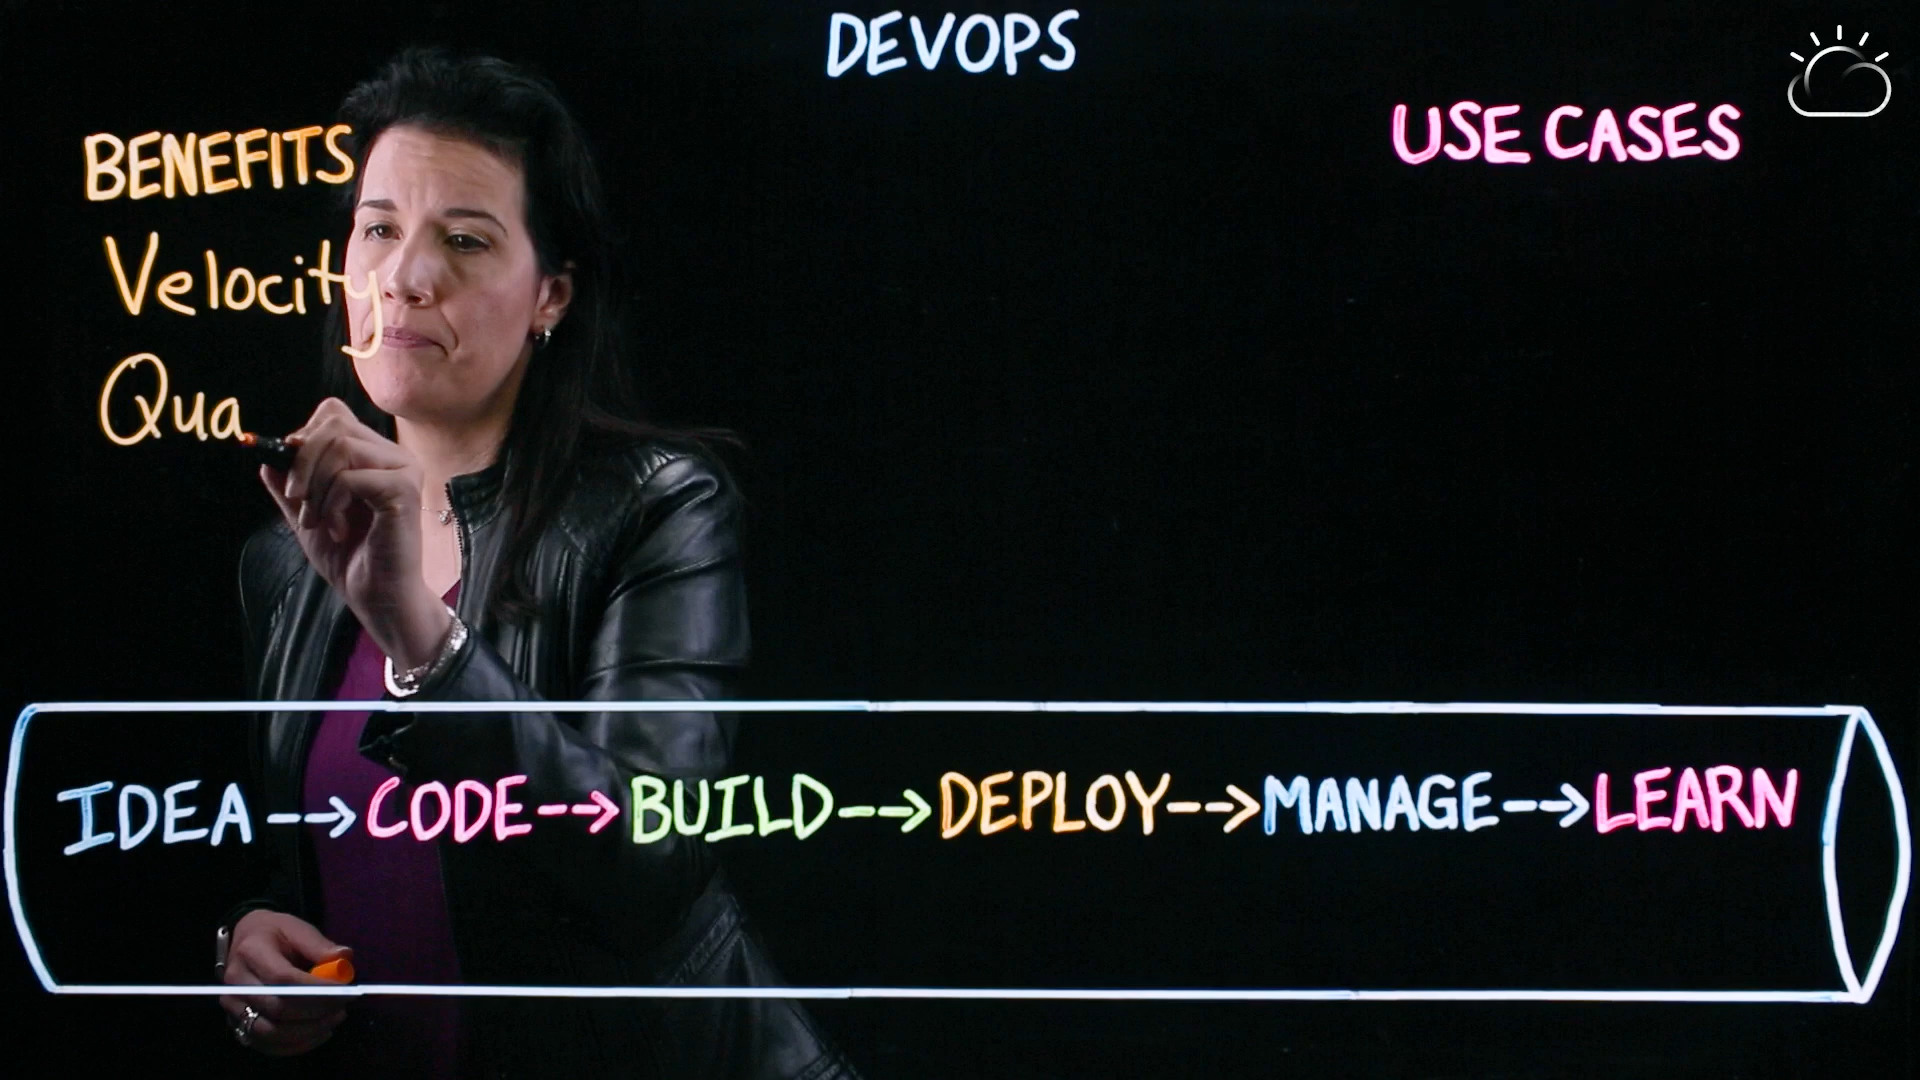 DEVOPS
BENEFITS
Velocity
Qua
USE CASES
IDEA --> CODE --> BUILD --> DEPLOY --> MANAGE --> LEARN